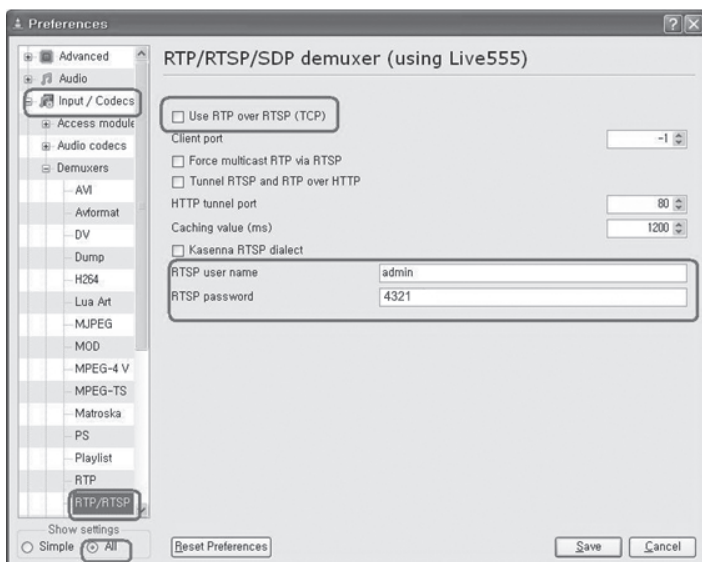 Preferences
Advanced
Audio
Input / Codecs
Access module
Audio codecs
Demuxers
AVI
Avformat
DV
Dump
H264
Lua Art
MJPEG
MOD
MPEG-4 V
MPEG-TS
Matroska
PS
Playlist
RTP
RTP/RTSP
Show settings
Simple All
RTP/RTSP/SDP demuxer (using Live555)
Use RTP over RTSP (TCP)
Client port -1
Force multicast RTP via RTSP
Tunnel RTSP and RTP over HTTP
HTTP tunnel port 80
Caching value (ms) 1200
Kasenna RTSP dialect
RTSP user name admin
RTSP password 4321
Reset Preferences Save Cancel